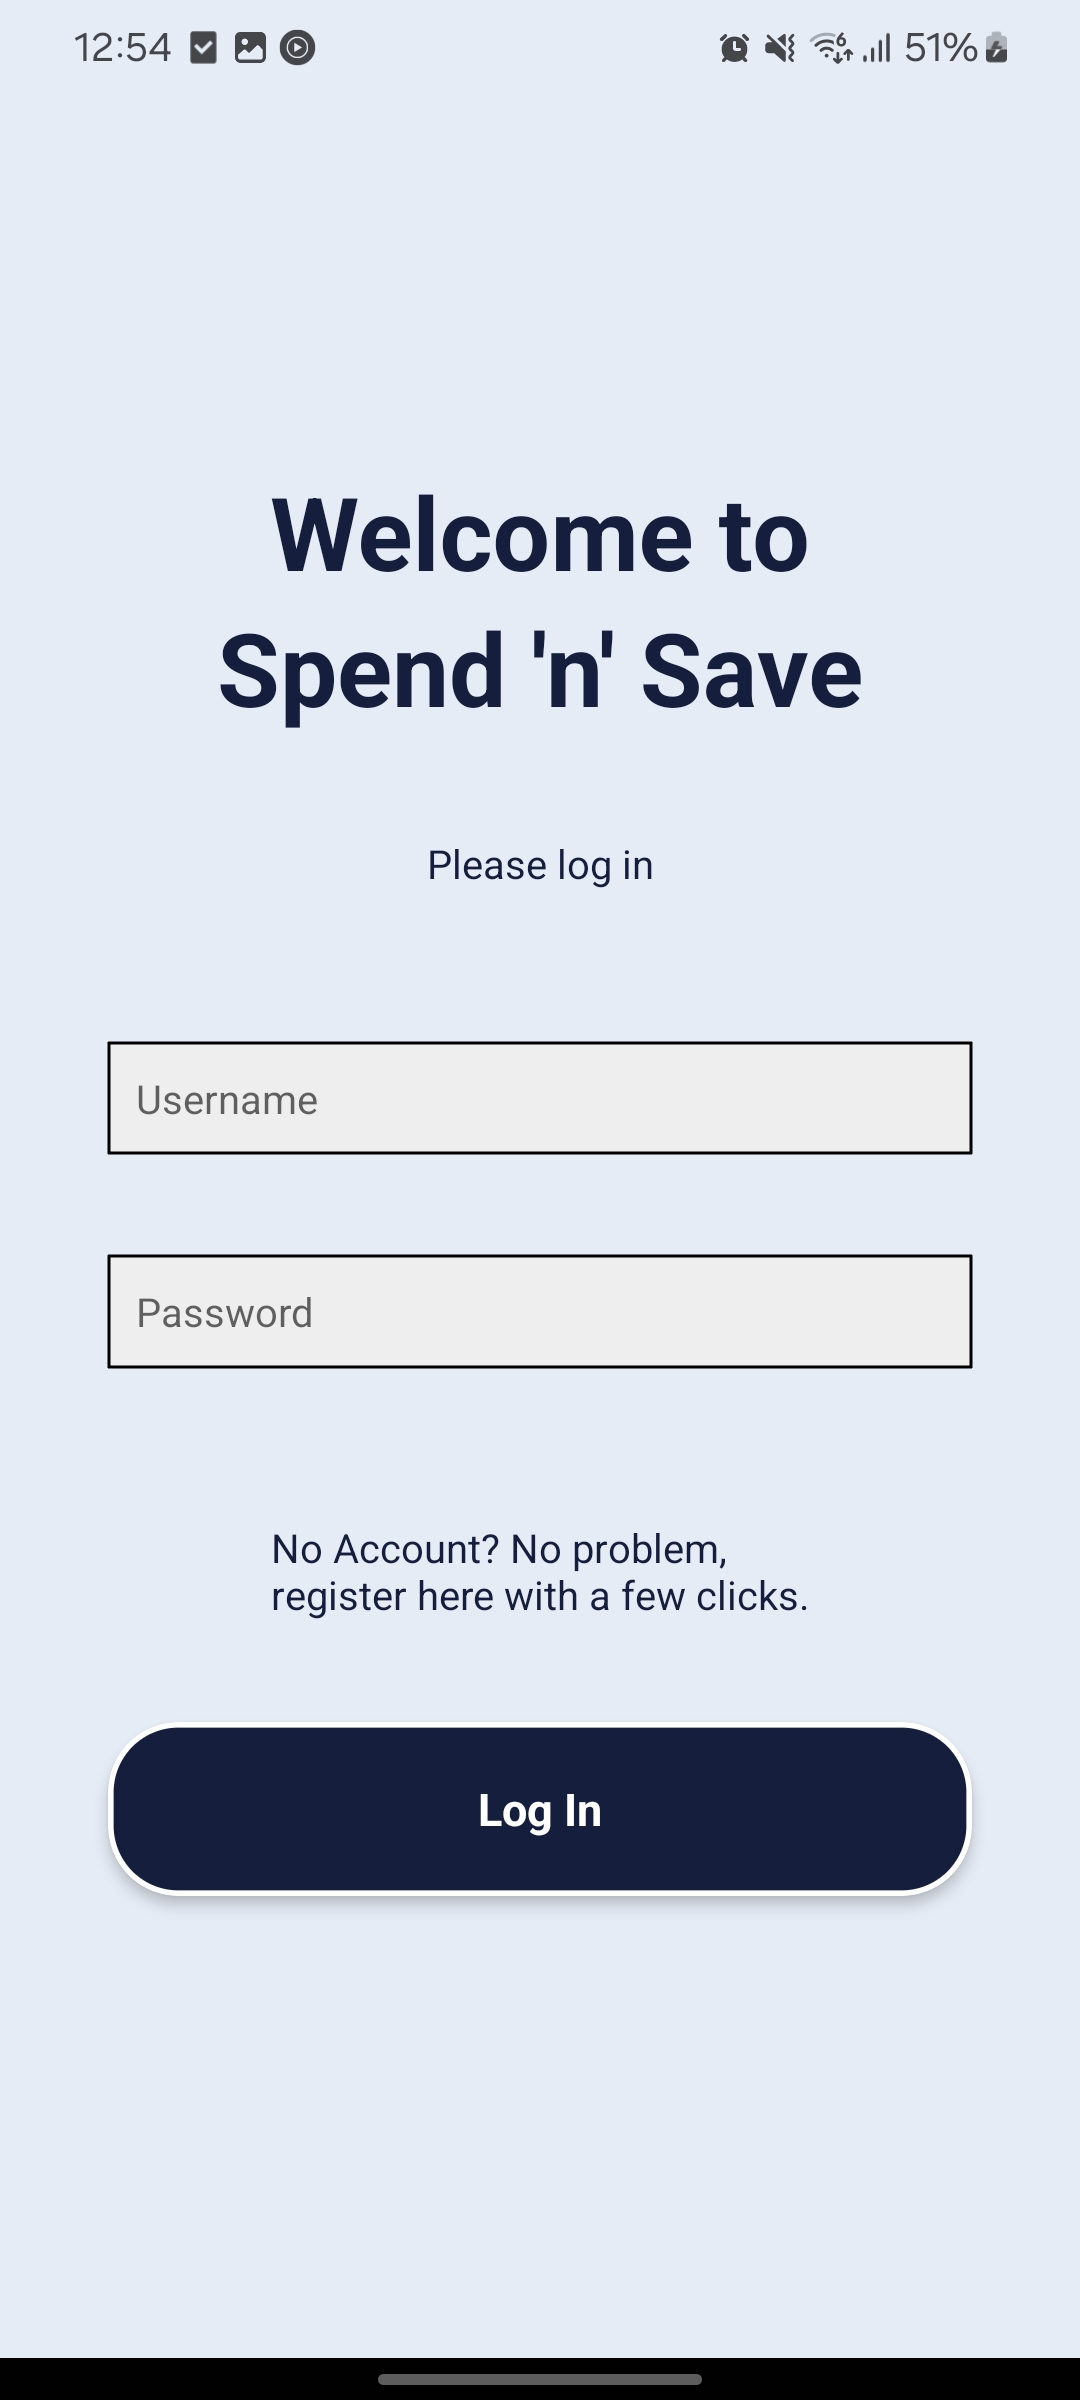 12:54
6
51%
Welcome to
Spend 'n' Save
Please log in
Username
Password
No Account? No problem,
register here with a few clicks.
Log In